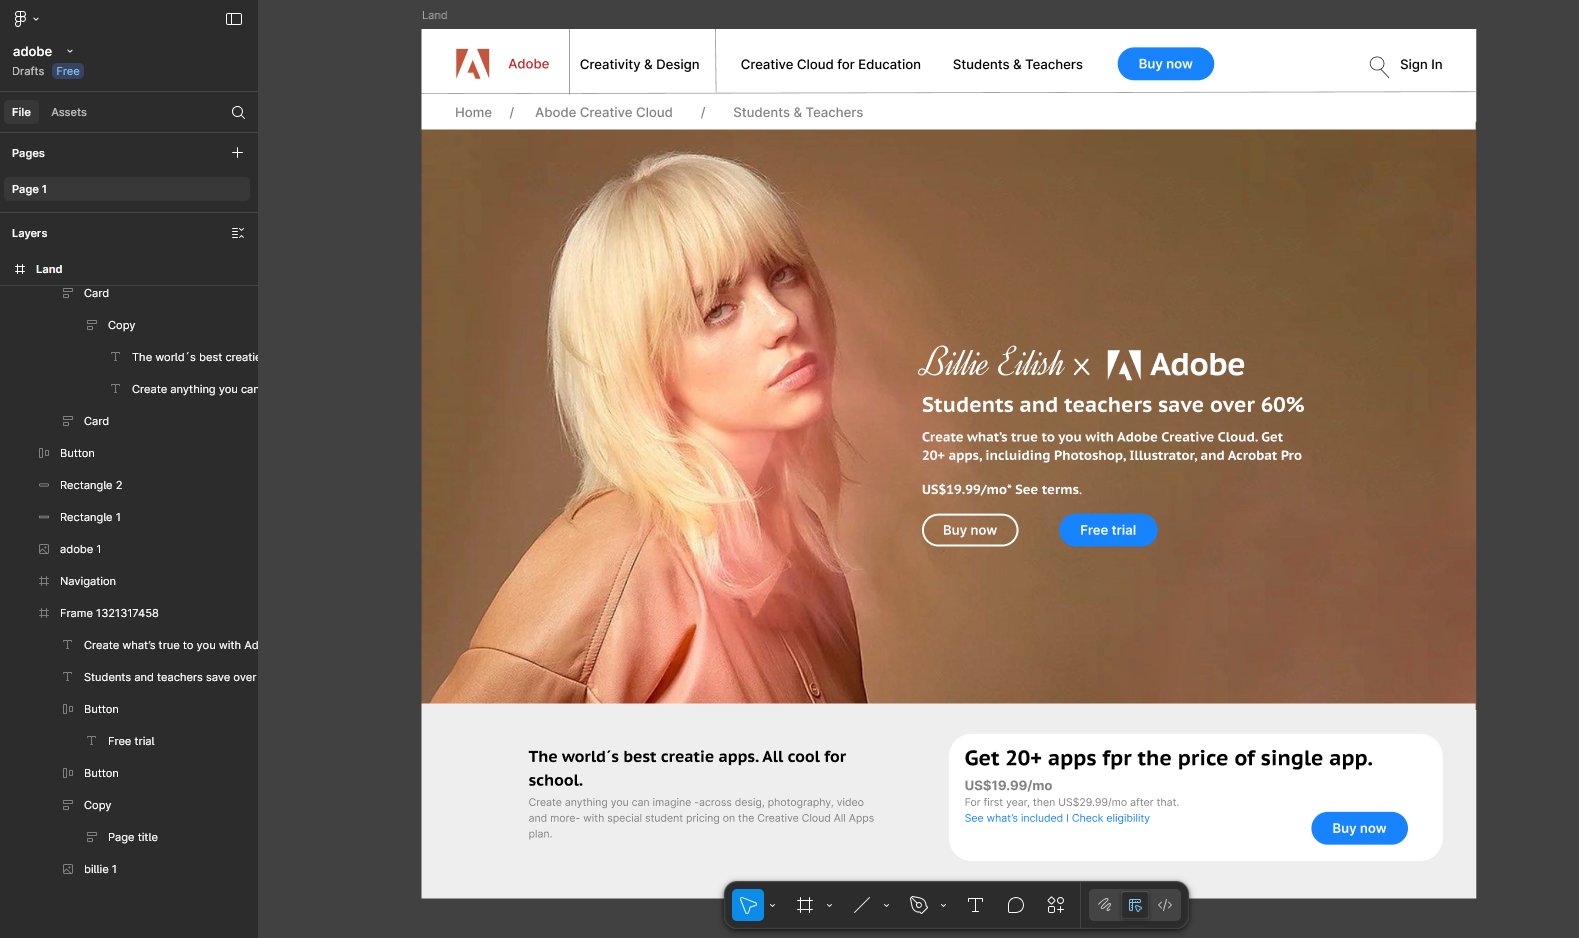 adobe
Drafts Free
File Assets
Pages
Page 1
Layers
Land
Card
Copy
The world´s best creatie
Create anything you can
Card
Button
Rectangle 2
Rectangle 1
adobe 1
Navigation
Frame 1321317458
Create what's true to you with Ad
Students and teachers save over
Button
Free trial
Button
Copy
Page title
billie 1
Land
Adobe Creativity & Design Creative Cloud for Education Students & Teachers Buy now Sign In
Home / Abode Creative Cloud / Students & Teachers
Billie Eilish × Adobe
Students and teachers save over 60%
Create what's true to you with Adobe Creative Cloud. Get
20+ apps, incluiding Photoshop, Illustrator, and Acrobat Pro
US$19.99/mo* See terms.
Buy now Free trial
The world´s best creatie apps. All cool for
school.
Create anything you can imagine -across desig, photography, video
and more- with special student pricing on the Creative Cloud All Apps
plan.
Get 20+ apps fpr the price of single app.
US$19.99/mo
For first year, then US$29.99/mo after that.
See what's included I Check eligibility
Buy now